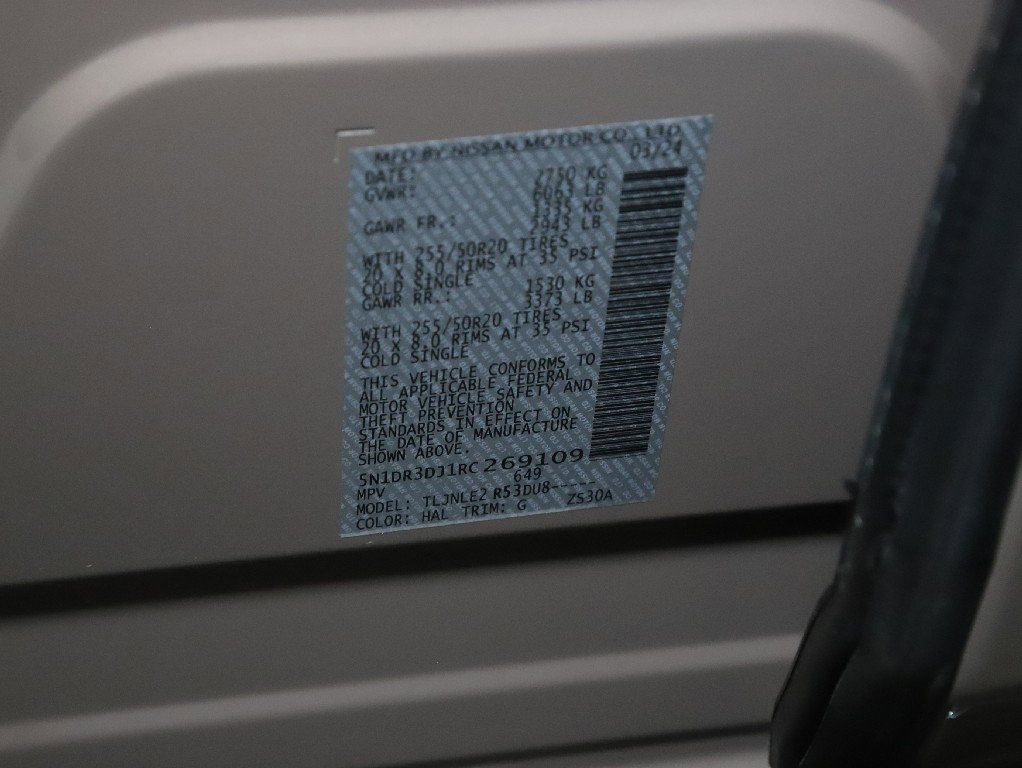 MFD BY NISSAN MOTOR CO., LTD
DATE: 03/24
GVWR: 2750 KG
6063 LB
GAWR FR.: 1335 KG
2943 LB
WITH 255/50R20 TIRES
20 X 8.0 RIMS AT 35 PSI
COLD SINGLE
GAWR RR.: 1530 KG
3373 LB
WITH 255/50R20 TIRES
20 X 8.0 RIMS AT 35 PSI
COLD SINGLE
THIS VEHICLE CONFORMS TO
ALL APPLICABLE FEDERAL
MOTOR VEHICLE SAFETY AND
THEFT PREVENTION
STANDARDS IN EFFECT ON
THE DATE OF MANUFACTURE
SHOWN ABOVE.
5N1DR3DJ1RC269109
MPV 649
MODEL: TLJNLE2 R53DU8-----
COLOR: HAL TRIM: G ZS30A